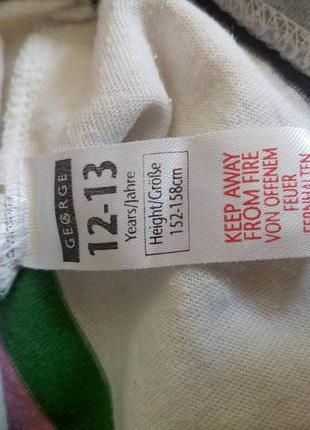 GEORGE
12-13
Years/Jahre
Height/Größe
152-158cm
KEEP AWAY
FROM FIRE
VON OFFENEM
FEUER
FERNHALTEN